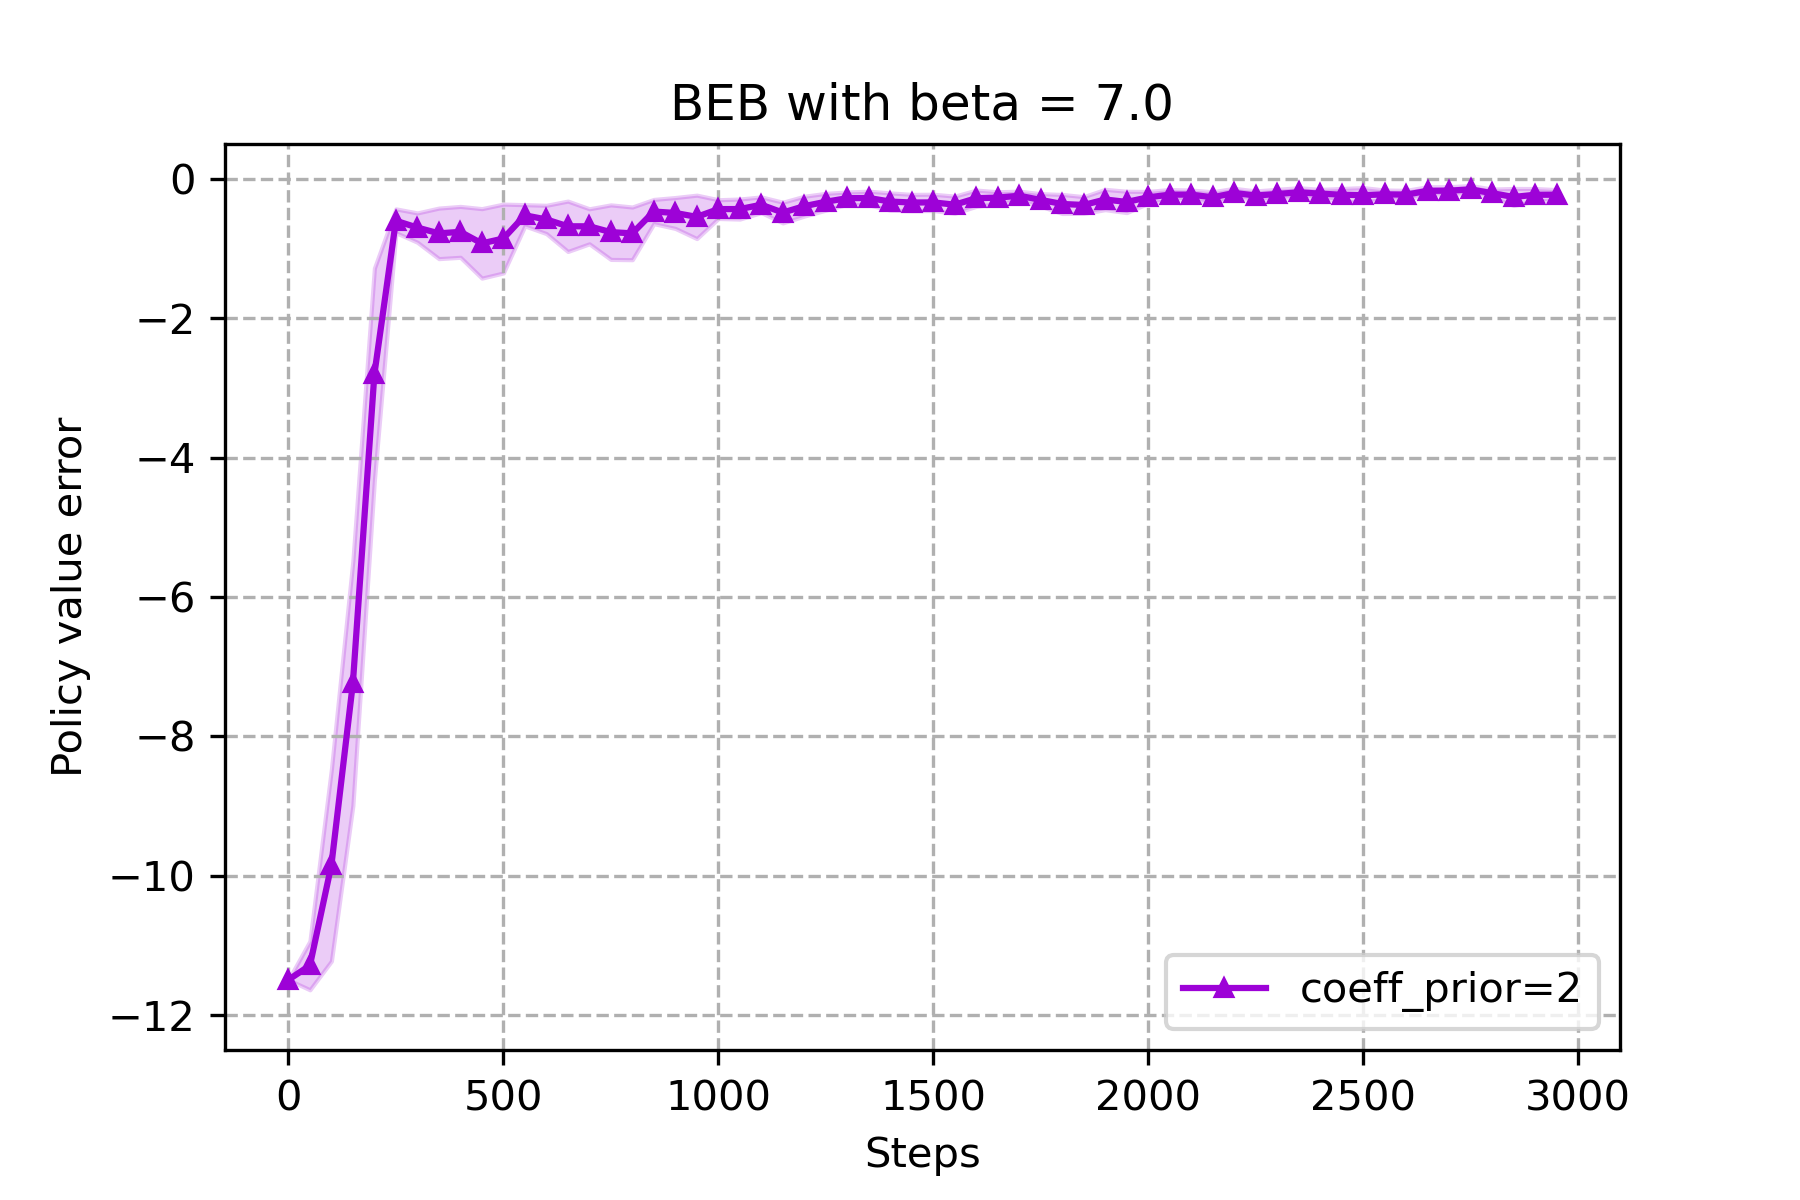 BEB with beta = 7.0
Policy value error
0
−2
−4
−6
−8
−10
−12
coeff_prior=2
0 500 1000 1500 2000 2500 3000
Steps